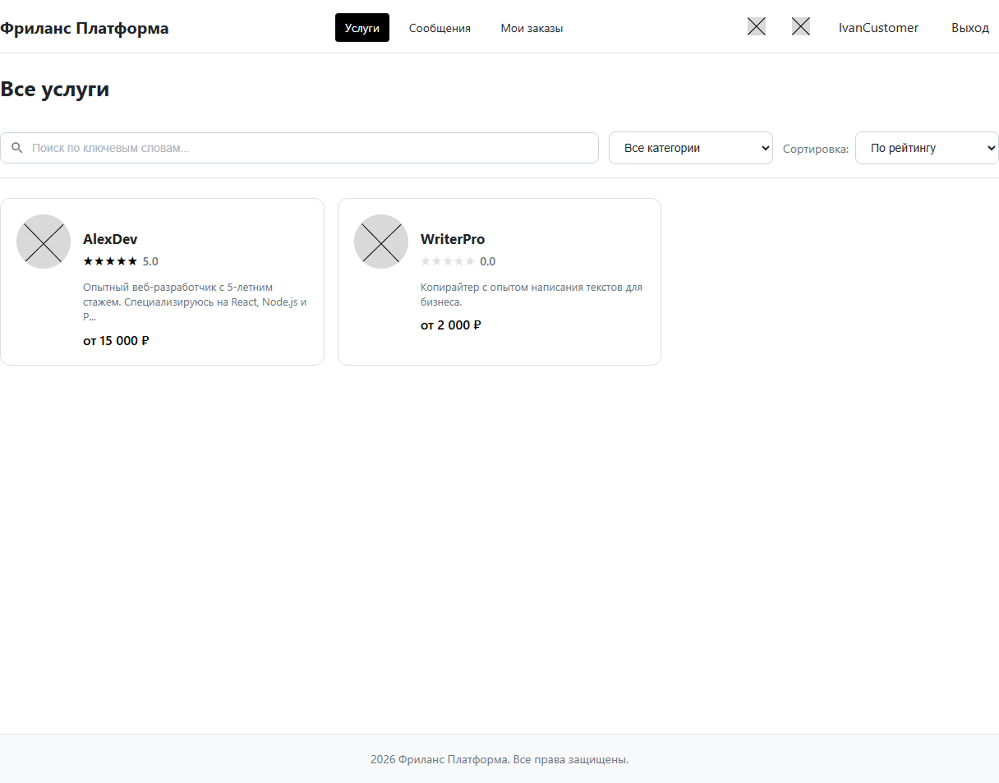 Фриланс Платформа
Услуги
Сообщения
Мои заказы
IvanCustomer
Выход
Все услуги
Поиск по ключевым словам...
Все категории
Сортировка:
По рейтингу
AlexDev
★★★★★ 5.0
Опытный веб-разработчик с 5-летним
стажем. Специализируюсь на React, Node.js и
P...
от 15 000 ₽
WriterPro
★★★★★ 0.0
Копирайтер с опытом написания текстов для
бизнеса.
от 2 000 ₽
2026 Фриланс Платформа. Все права защищены.